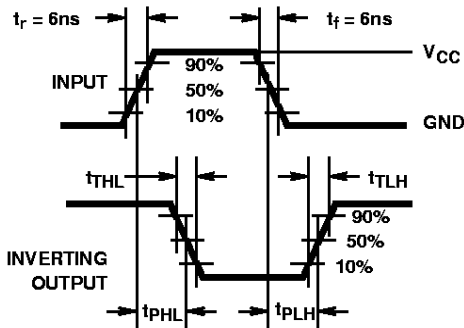 tr = 6ns
tf = 6ns
VCC
90%
INPUT
50%
10%
GND
tTHL
tTLH
90%
50%
INVERTING
OUTPUT
10%
tPHL
tPLH